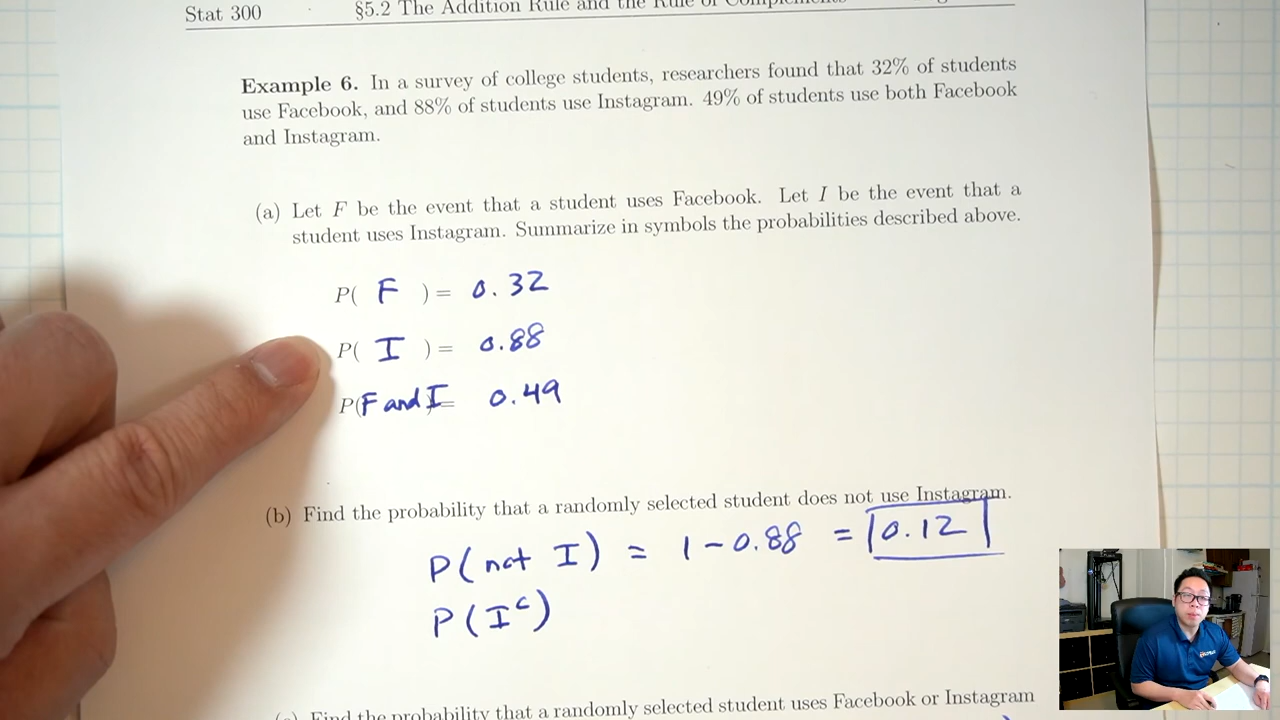 Stat 300 §5.2 The Addition Rule and the Rule of Complements
Example 6. In a survey of college students, researchers found that 32% of students
use Facebook, and 88% of students use Instagram. 49% of students use both Facebook
and Instagram.
(a) Let F be the event that a student uses Facebook. Let I be the event that a
student uses Instagram. Summarize in symbols the probabilities described above.
P( F ) = 0.32
P( I ) = 0.88
P(F and I) = 0.49
(b) Find the probability that a randomly selected student does not use Instagram.
P(not I) = 1 - 0.88 = 0.12
P(Iᶜ)
(c) Find the probability that a randomly selected student uses Facebook or Instagram